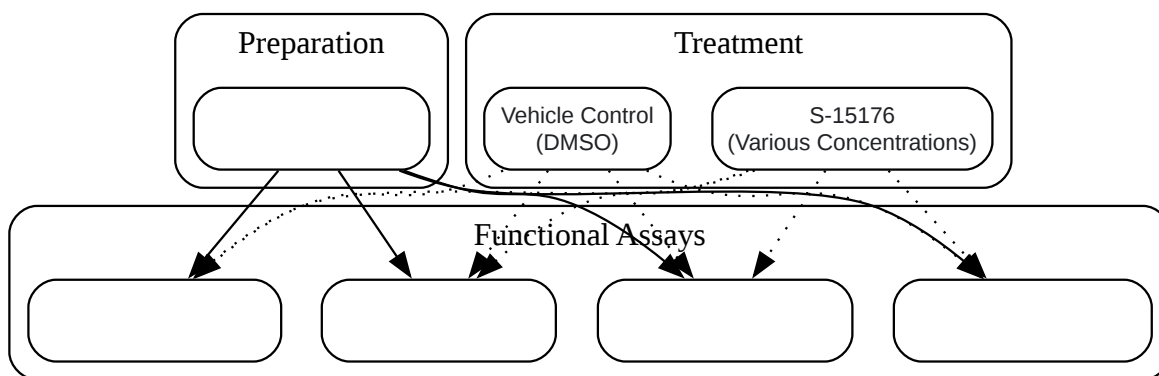 Preparation
Treatment
Vehicle Control
(DMSO)
S-15176
(Various Concentrations)
Functional Assays